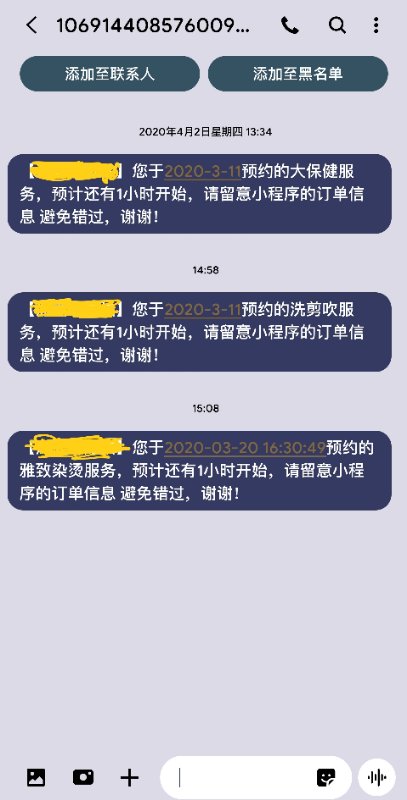 106914408576009...
添加至联系人
添加至黑名单
2020年4月2日星期四 13:34
【 】您于2020-3-11预约的大保健服
务，预计还有1小时开始，请留意小程序的订单信
息 避免错过，谢谢！
14:58
【 】您于2020-3-11预约的洗剪吹服
务，预计还有1小时开始，请留意小程序的订单信
息 避免错过，谢谢！
15:08
【 】您于2020-03-20 16:30:49预约的
雅致染烫服务，预计还有1小时开始，请留意小程
序的订单信息 避免错过，谢谢！